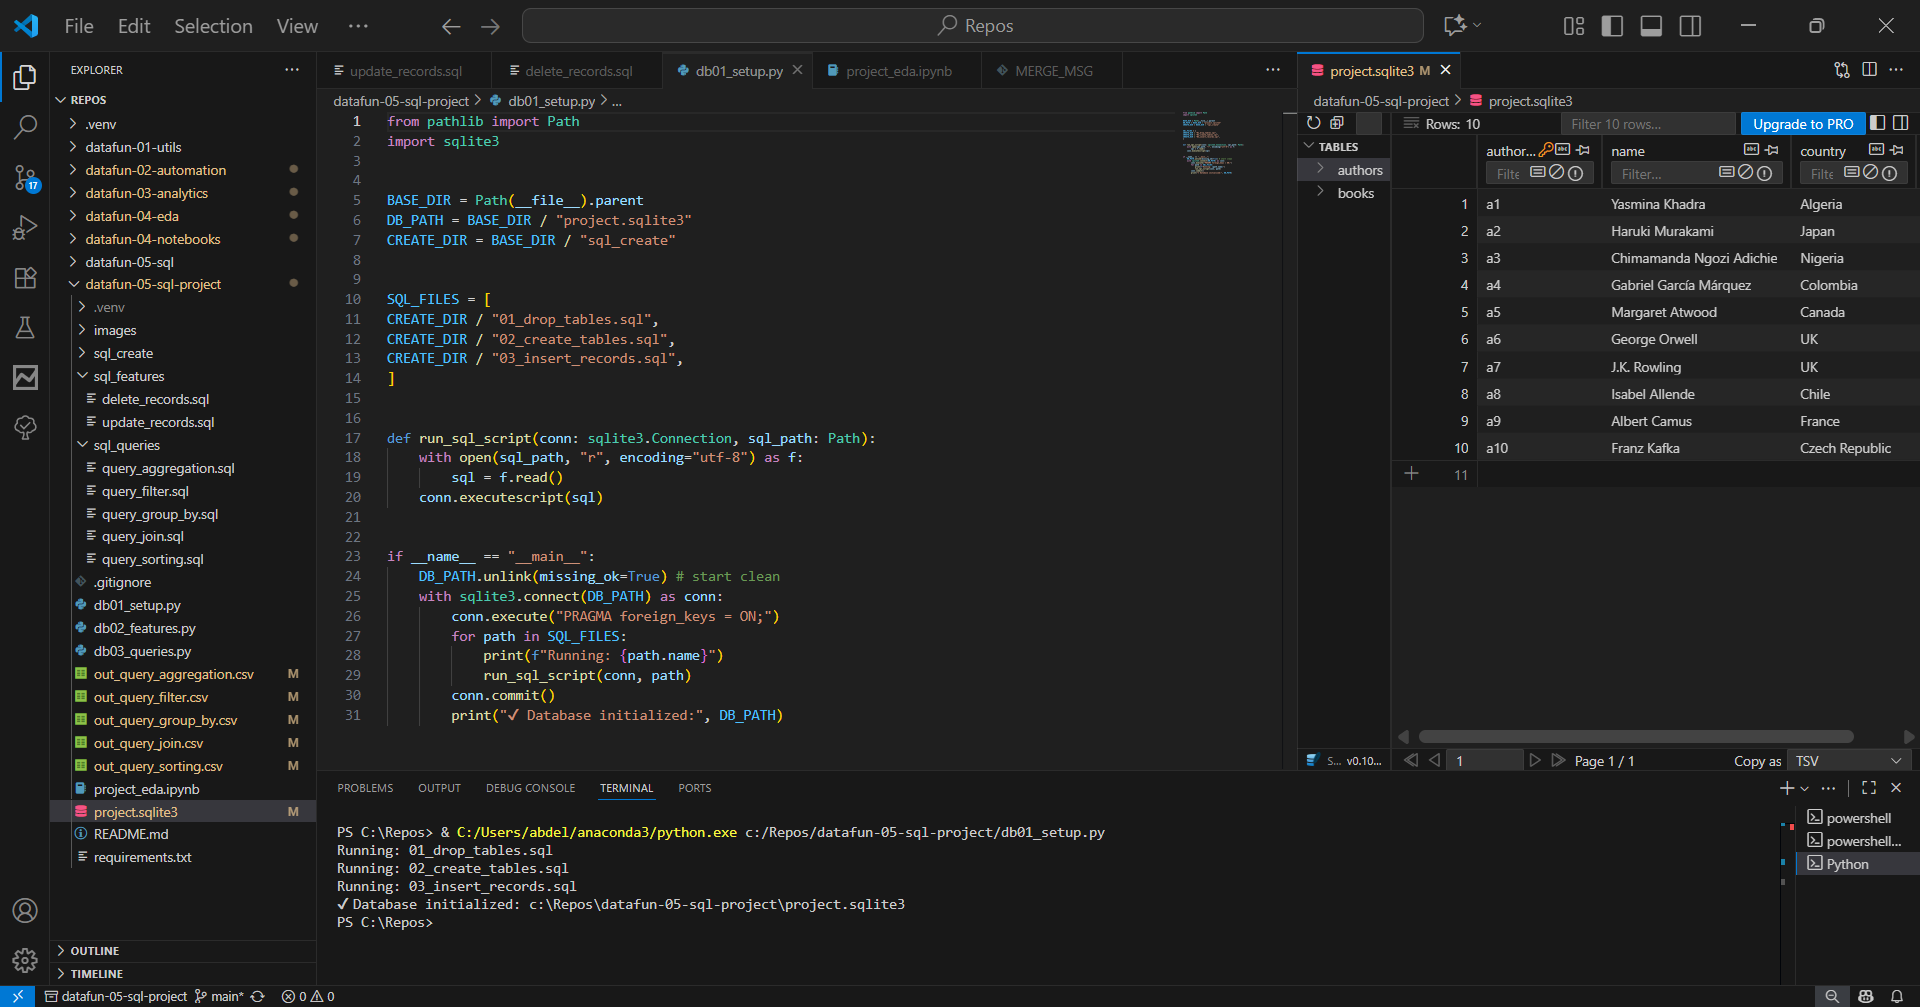 File Edit Selection View ···
Repos
EXPLORER
REPOS
.venv
datafun-01-utils
datafun-02-automation
datafun-03-analytics
datafun-04-eda
datafun-04-notebooks
datafun-05-sql
datafun-05-sql-project
.venv
images
sql_create
sql_features
delete_records.sql
update_records.sql
sql_queries
query_aggregation.sql
query_filter.sql
query_group_by.sql
query_join.sql
query_sorting.sql
.gitignore
db01_setup.py
db02_features.py
db03_queries.py
out_query_aggregation.csv M
out_query_filter.csv M
out_query_group_by.csv M
out_query_join.csv M
out_query_sorting.csv M
project_eda.ipynb
project.sqlite3 M
README.md
requirements.txt
OUTLINE
TIMELINE
17
update_records.sql delete_records.sql db01_setup.py project_eda.ipynb MERGE_MSG
datafun-05-sql-project > db01_setup.py > ...
1 from pathlib import Path
2 import sqlite3
3
4
5 BASE_DIR = Path(__file__).parent
6 DB_PATH = BASE_DIR / "project.sqlite3"
7 CREATE_DIR = BASE_DIR / "sql_create"
8
9
10 SQL_FILES = [
11 CREATE_DIR / "01_drop_tables.sql",
12 CREATE_DIR / "02_create_tables.sql",
13 CREATE_DIR / "03_insert_records.sql",
14 ]
15
16
17 def run_sql_script(conn: sqlite3.Connection, sql_path: Path):
18 with open(sql_path, "r", encoding="utf-8") as f:
19 sql = f.read()
20 conn.executescript(sql)
21
22
23 if __name__ == "__main__":
24 DB_PATH.unlink(missing_ok=True) # start clean
25 with sqlite3.connect(DB_PATH) as conn:
26 conn.execute("PRAGMA foreign_keys = ON;")
27 for path in SQL_FILES:
28 print(f"Running: {path.name}")
29 run_sql_script(conn, path)
30 conn.commit()
31 print("✓ Database initialized:", DB_PATH)
project.sqlite3 M
datafun-05-sql-project > project.sqlite3
Rows: 10 Filter 10 rows... Upgrade to PRO
TABLES
authors
books
author... name country
Filte Filter... Filte
1 a1 Yasmina Khadra Algeria
2 a2 Haruki Murakami Japan
3 a3 Chimamanda Ngozi Adichie Nigeria
4 a4 Gabriel García Márquez Colombia
5 a5 Margaret Atwood Canada
6 a6 George Orwell UK
7 a7 J.K. Rowling UK
8 a8 Isabel Allende Chile
9 a9 Albert Camus France
10 a10 Franz Kafka Czech Republic
11
S... v0.10... 1 Page 1 / 1 Copy as TSV
PROBLEMS OUTPUT DEBUG CONSOLE TERMINAL PORTS
PS C:\Repos> & C:/Users/abdel/anaconda3/python.exe c:/Repos/datafun-05-sql-project/db01_setup.py
Running: 01_drop_tables.sql
Running: 02_create_tables.sql
Running: 03_insert_records.sql
✓ Database initialized: c:\Repos\datafun-05-sql-project\project.sqlite3
PS C:\Repos>
powershell
powershell...
Python
datafun-05-sql-project main* 0 0